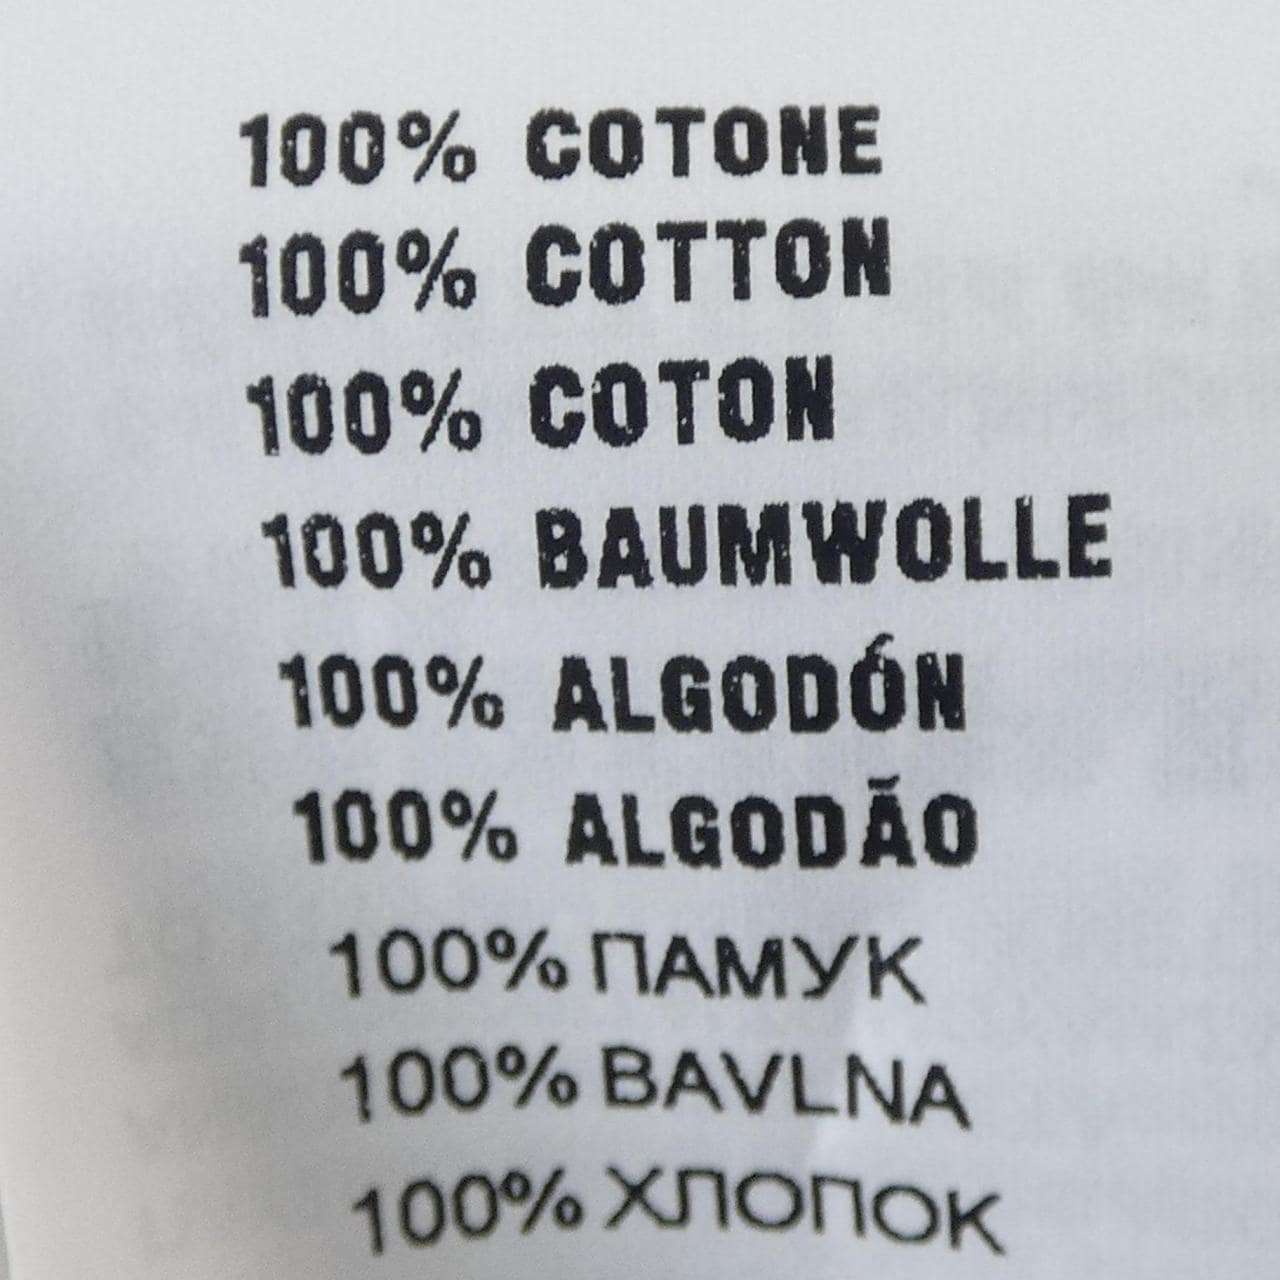 100% COTONE
100% COTTON
100% COTON
100% BAUMWOLLE
100% ALGODÓN
100% ALGODÃO
100% ПАМУК
100% BAVLNA
100% ХЛОПОК